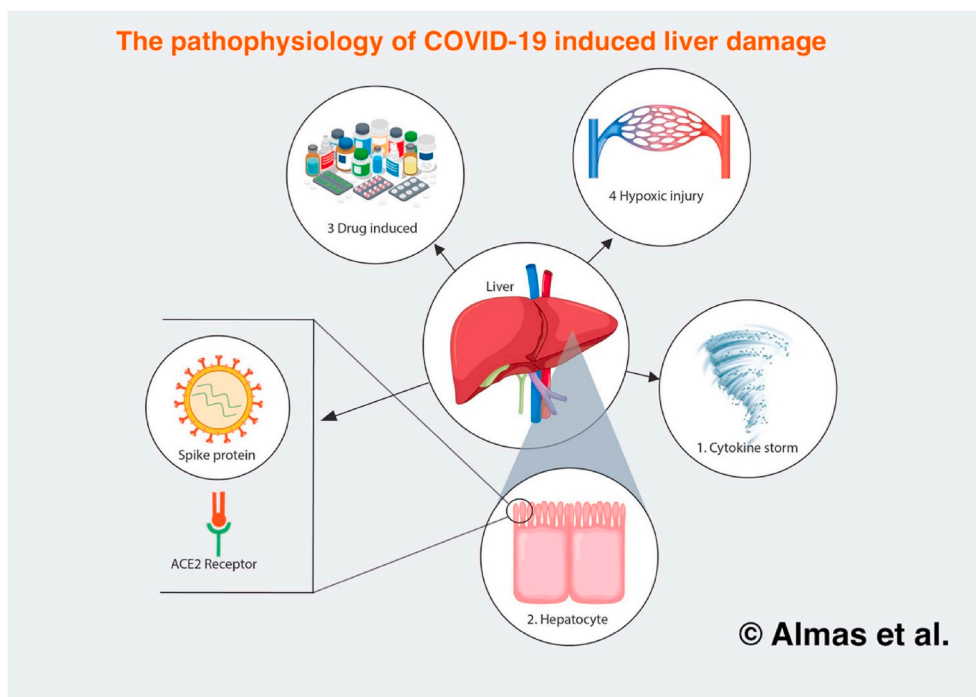 The pathophysiology of COVID-19 induced liver damage
3 Drug induced
4 Hypoxic injury
Liver
Spike protein
1. Cytokine storm
ACE2 Receptor
2. Hepatocyte
© Almas et al.